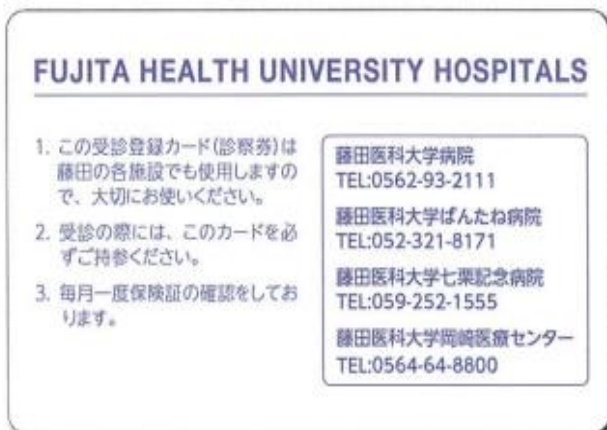 FUJITA HEALTH UNIVERSITY HOSPITALS
1. この受診登録カード(診察券)は
藤田の各施設でも使用しますの
で、大切にお使いください。
2. 受診の際には、このカードを必
ずご持参ください。
3. 毎月一度保険証の確認をしてお
ります。
藤田医科大学病院
TEL:0562-93-2111
藤田医科大学ばんたね病院
TEL:052-321-8171
藤田医科大学七栗記念病院
TEL:059-252-1555
藤田医科大学岡崎医療センター
TEL:0564-64-8800